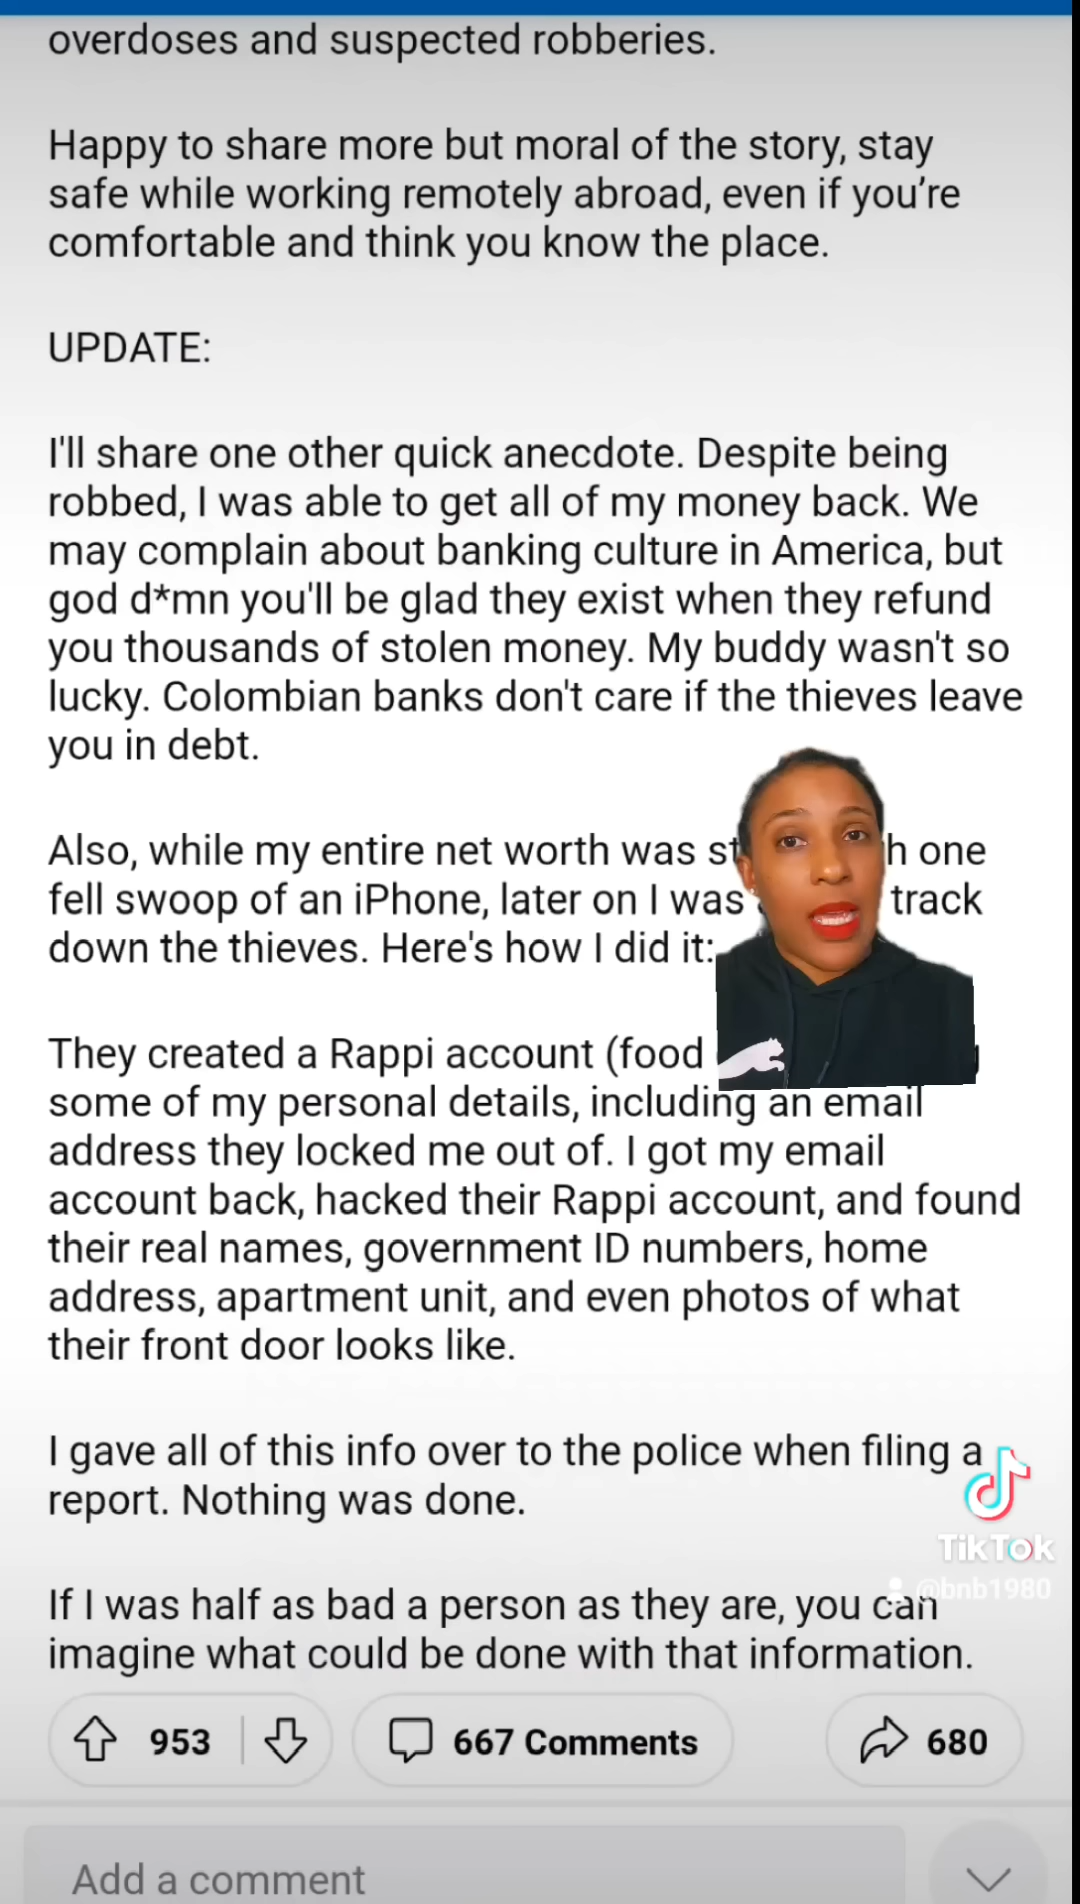 overdoses and suspected robberies.
Happy to share more but moral of the story, stay
safe while working remotely abroad, even if you're
comfortable and think you know the place.
UPDATE:
I'll share one other quick anecdote. Despite being
robbed, I was able to get all of my money back. We
may complain about banking culture in America, but
god d*mn you'll be glad they exist when they refund
you thousands of stolen money. My buddy wasn't so
lucky. Colombian banks don't care if the thieves leave
you in debt.
Also, while my entire net worth was st h one
fell swoop of an iPhone, later on I was track
down the thieves. Here's how I did it:
They created a Rappi account (food
some of my personal details, including an email
address they locked me out of. I got my email
account back, hacked their Rappi account, and found
their real names, government ID numbers, home
address, apartment unit, and even photos of what
their front door looks like.
I gave all of this info over to the police when filing a
report. Nothing was done.
TikTok
@bnb1980
If I was half as bad a person as they are, you can
imagine what could be done with that information.
953 667 Comments 680
Add a comment